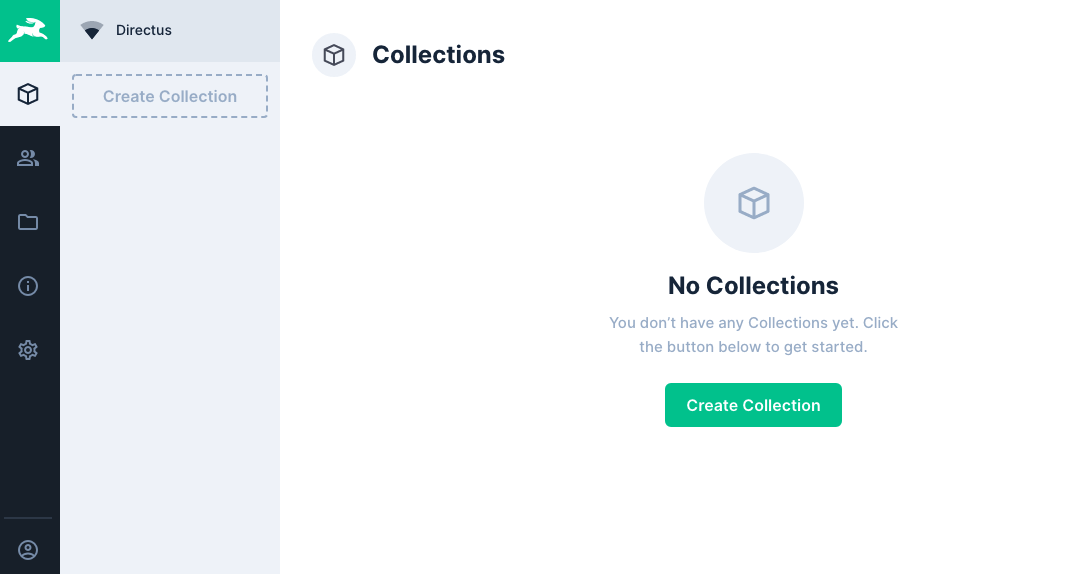 Directus
Create Collection
Collections
No Collections
You don’t have any Collections yet. Click
the button below to get started.
Create Collection